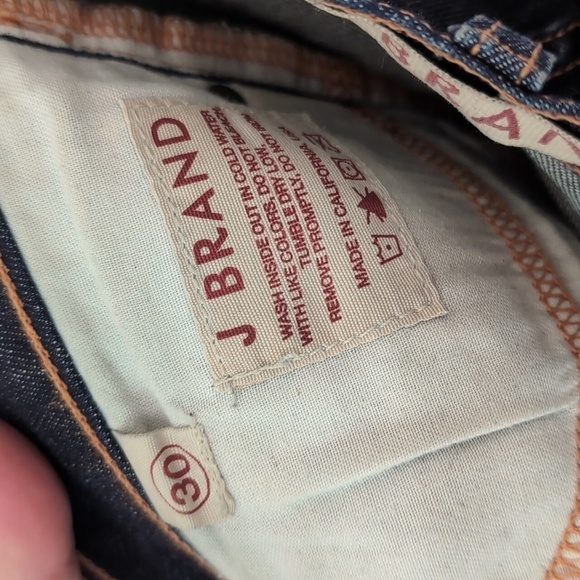 J BRAND
WASH INSIDE OUT IN COLD WATER
WITH LIKE COLORS. DO NOT
TUMBLE DRY LOW.
REMOVE PROMPTLY. DO NOT
MADE IN CALIFORNIA
30
BRA